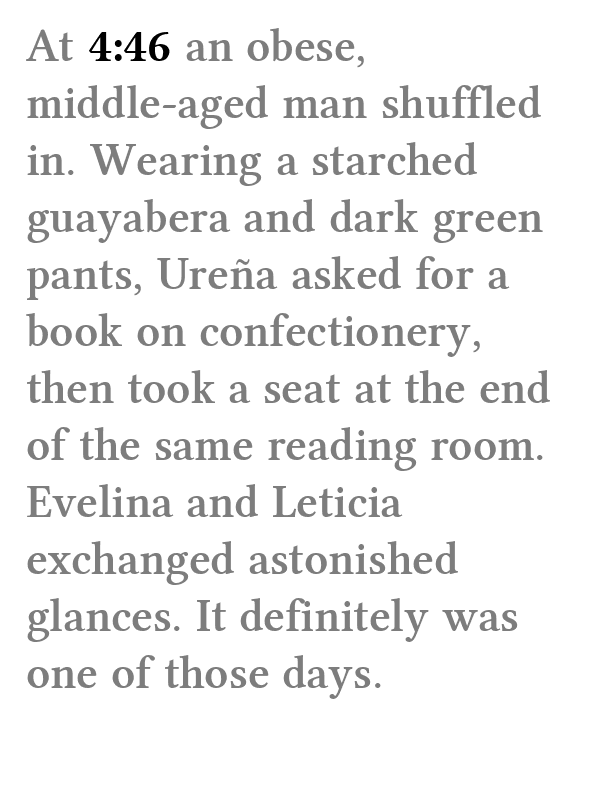 At 4:46 an obese,
middle-aged man shuffled
in. Wearing a starched
guayabera and dark green
pants, Ureña asked for a
book on confectionery,
then took a seat at the end
of the same reading room.
Evelina and Leticia
exchanged astonished
glances. It definitely was
one of those days.